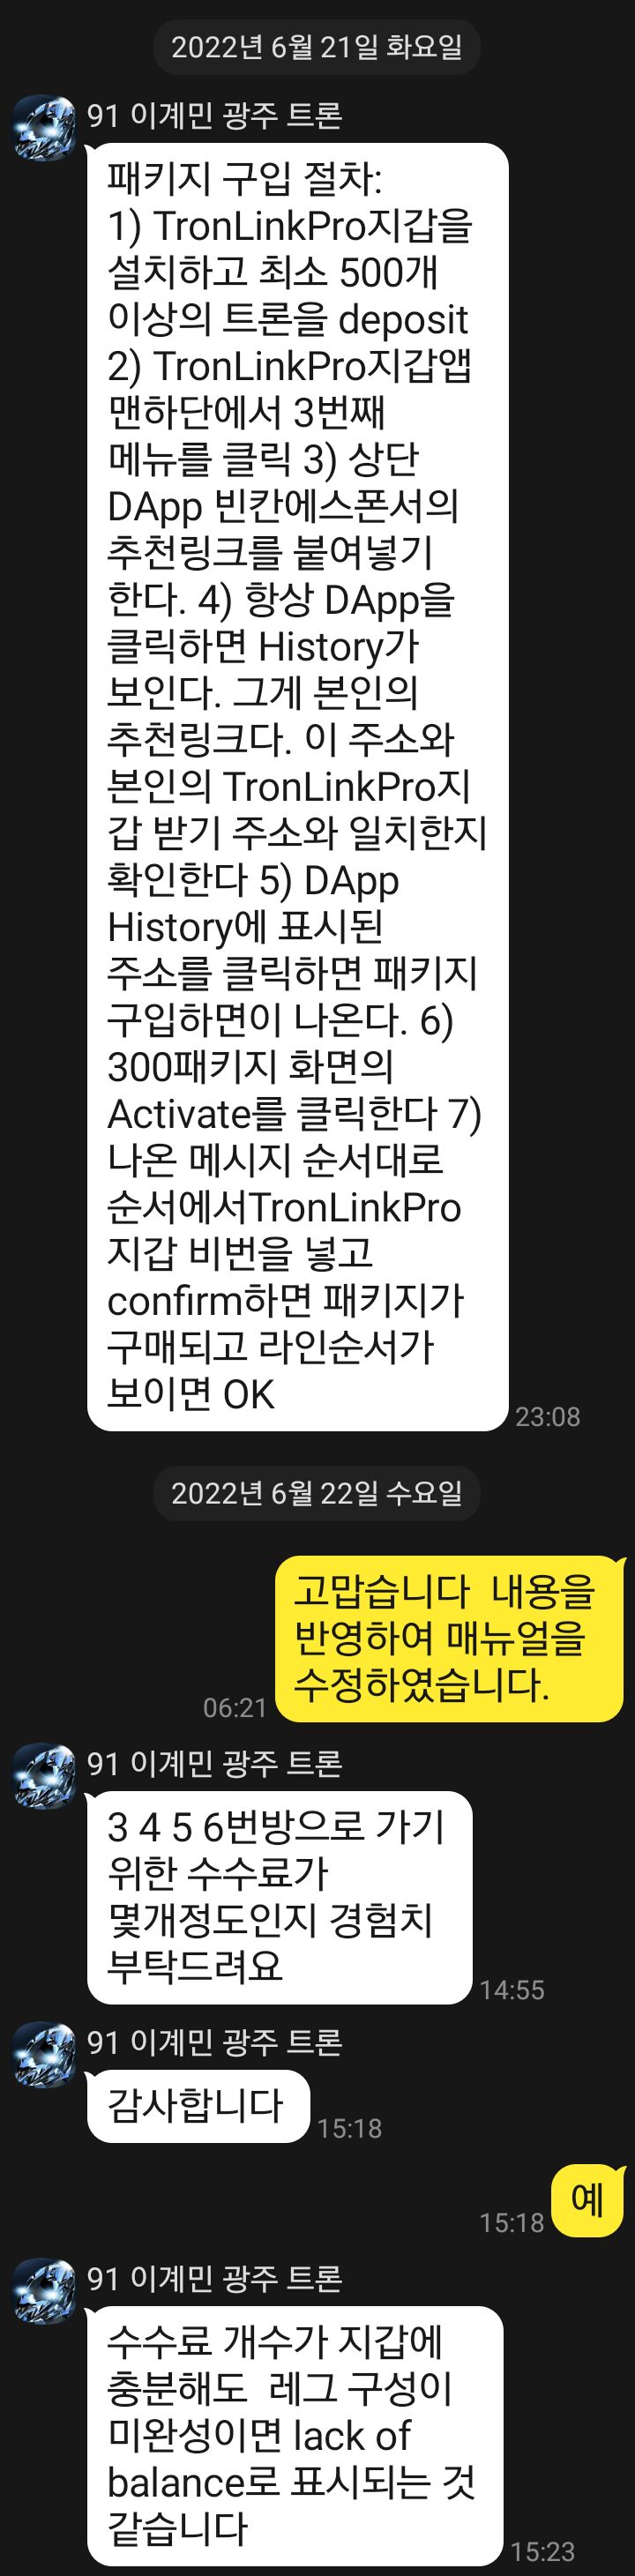 2022년 6월 21일 화요일
91 이계민 광주 트론
패키지 구입 절차:
1) TronLinkPro지갑을
설치하고 최소 500개
이상의 트론을 deposit
2) TronLinkPro지갑앱
맨하단에서 3번째
메뉴를 클릭 3) 상단
DApp 빈칸에스폰서의
추천링크를 붙여넣기
한다. 4) 항상 DApp을
클릭하면 History가
보인다. 그게 본인의
추천링크다. 이 주소와
본인의 TronLinkPro지
갑 받기 주소와 일치한지
확인한다 5) DApp
History에 표시된
주소를 클릭하면 패키지
구입하면이 나온다. 6)
300패키지 화면의
Activate를 클릭한다 7)
나온 메시지 순서대로
순서에서TronLinkPro
지갑 비번을 넣고
confirm하면 패키지가
구매되고 라인순서가
보이면 OK
23:08
2022년 6월 22일 수요일
고맙습니다  내용을
반영하여 매뉴얼을
수정하였습니다.
06:21
91 이계민 광주 트론
3 4 5 6번방으로 가기
위한 수수료가
몇개정도인지 경험치
부탁드려요
14:55
91 이계민 광주 트론
감사합니다
15:18
예
15:18
91 이계민 광주 트론
수수료 개수가 지갑에
충분해도  레그 구성이
미완성이면 lack of
balance로 표시되는 것
같습니다
15:23